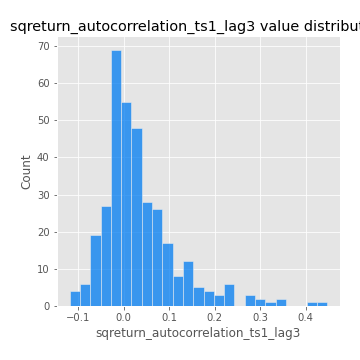 sqreturn_autocorrelation_ts1_lag3 value distribut
70
60
50
40
30
20
10
0
Count
−0.1 0.0 0.1 0.2 0.3 0.4
sqreturn_autocorrelation_ts1_lag3